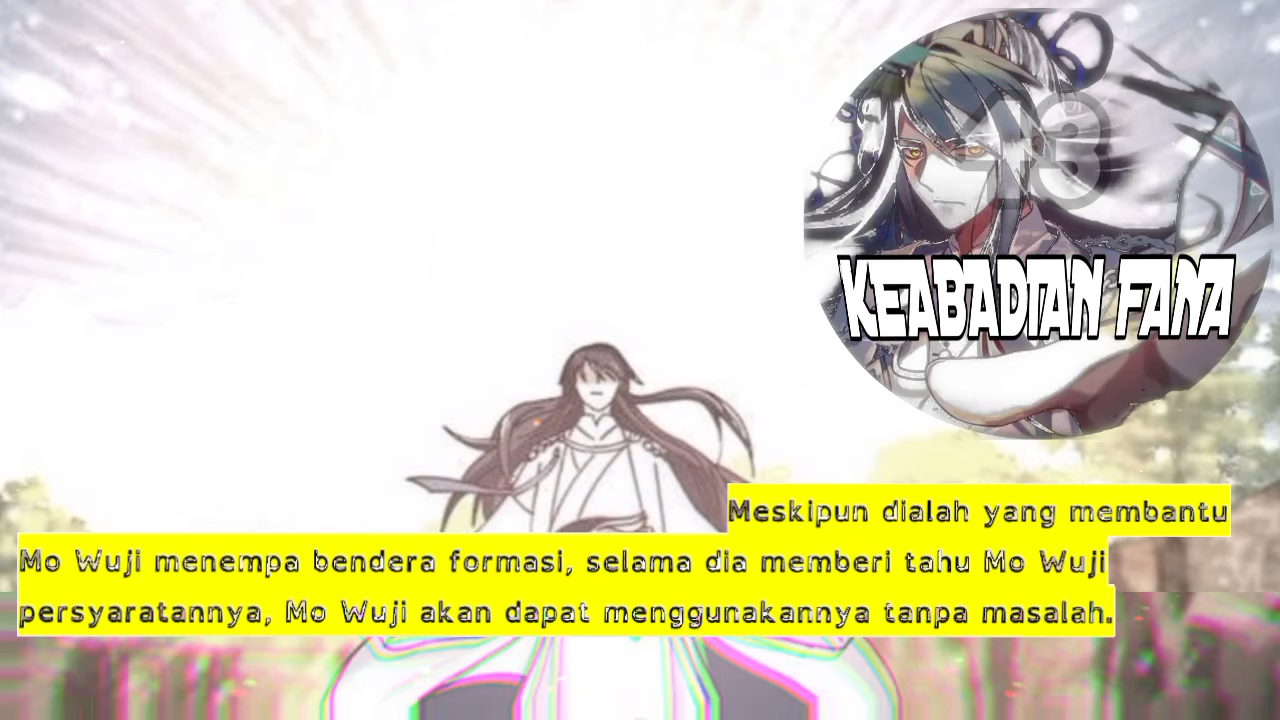 43
KEABADIAN FANA
Meskipun dialah yang membantu
Mo Wuji menempa bendera formasi, selama dia memberi tahu Mo Wuji
persyaratannya, Mo Wuji akan dapat menggunakannya tanpa masalah.